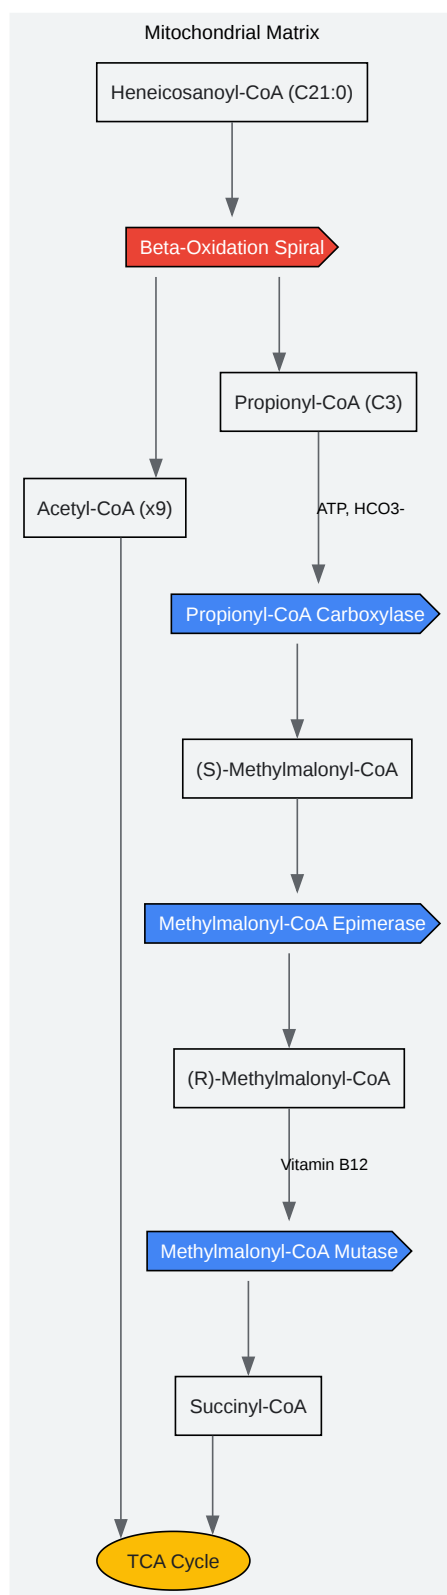 Mitochondrial Matrix
Heneicosanoyl-CoA (C21:0)
Beta-Oxidation Spiral
Propionyl-CoA (C3)
Acetyl-CoA (x9)
ATP, HCO3-
Propionyl-CoA Carboxylase
(S)-Methylmalonyl-CoA
Methylmalonyl-CoA Epimerase
(R)-Methylmalonyl-CoA
Vitamin B12
Methylmalonyl-CoA Mutase
Succinyl-CoA
TCA Cycle